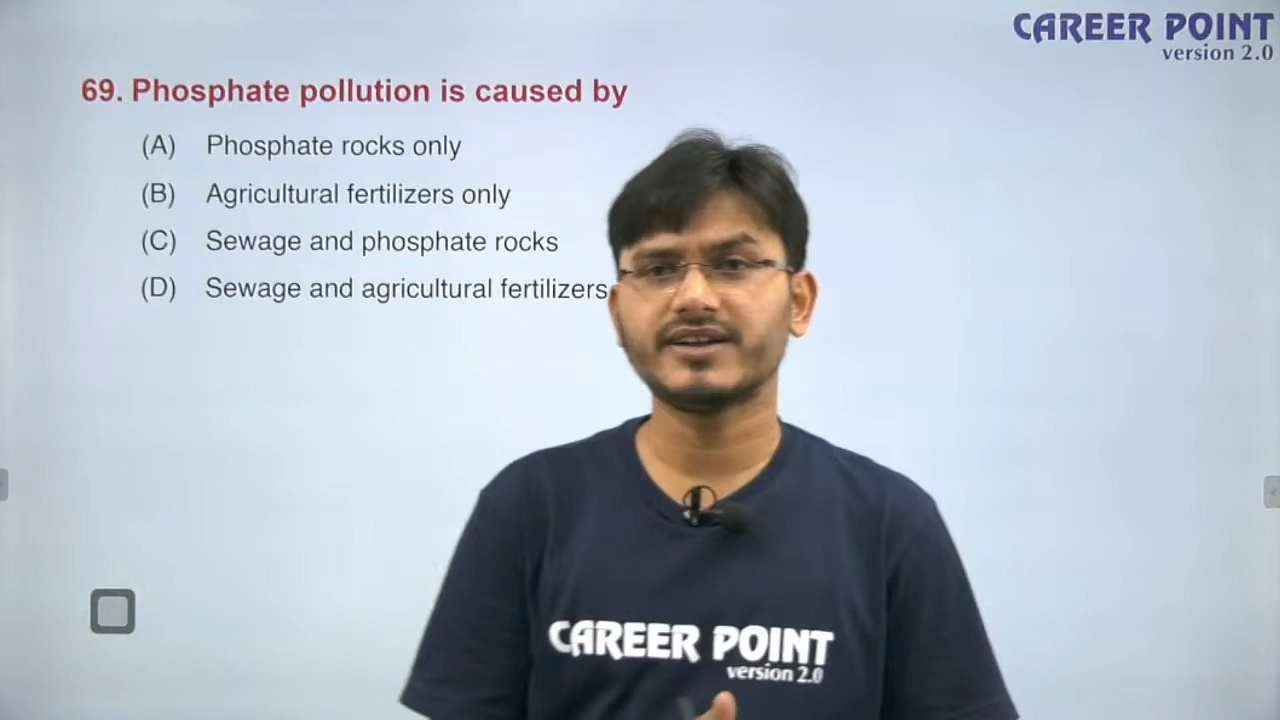 CAREER POINT
version 2.0
69. Phosphate pollution is caused by
(A) Phosphate rocks only
(B) Agricultural fertilizers only
(C) Sewage and phosphate rocks
(D) Sewage and agricultural fertilizers
CAREER POINT
version 2.0